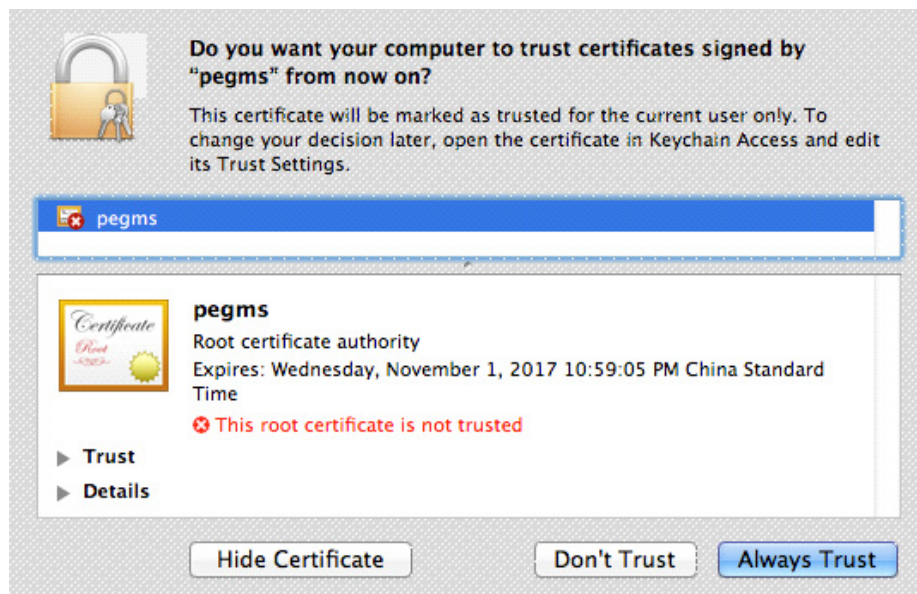 Do you want your computer to trust certificates signed by
“pegms” from now on?
This certificate will be marked as trusted for the current user only. To
change your decision later, open the certificate in Keychain Access and edit
its Trust Settings.
pegms
Certificate
Root
pegms
Root certificate authority
Expires: Wednesday, November 1, 2017 10:59:05 PM China Standard
Time
This root certificate is not trusted
Trust
Details
Hide Certificate
Don't Trust
Always Trust